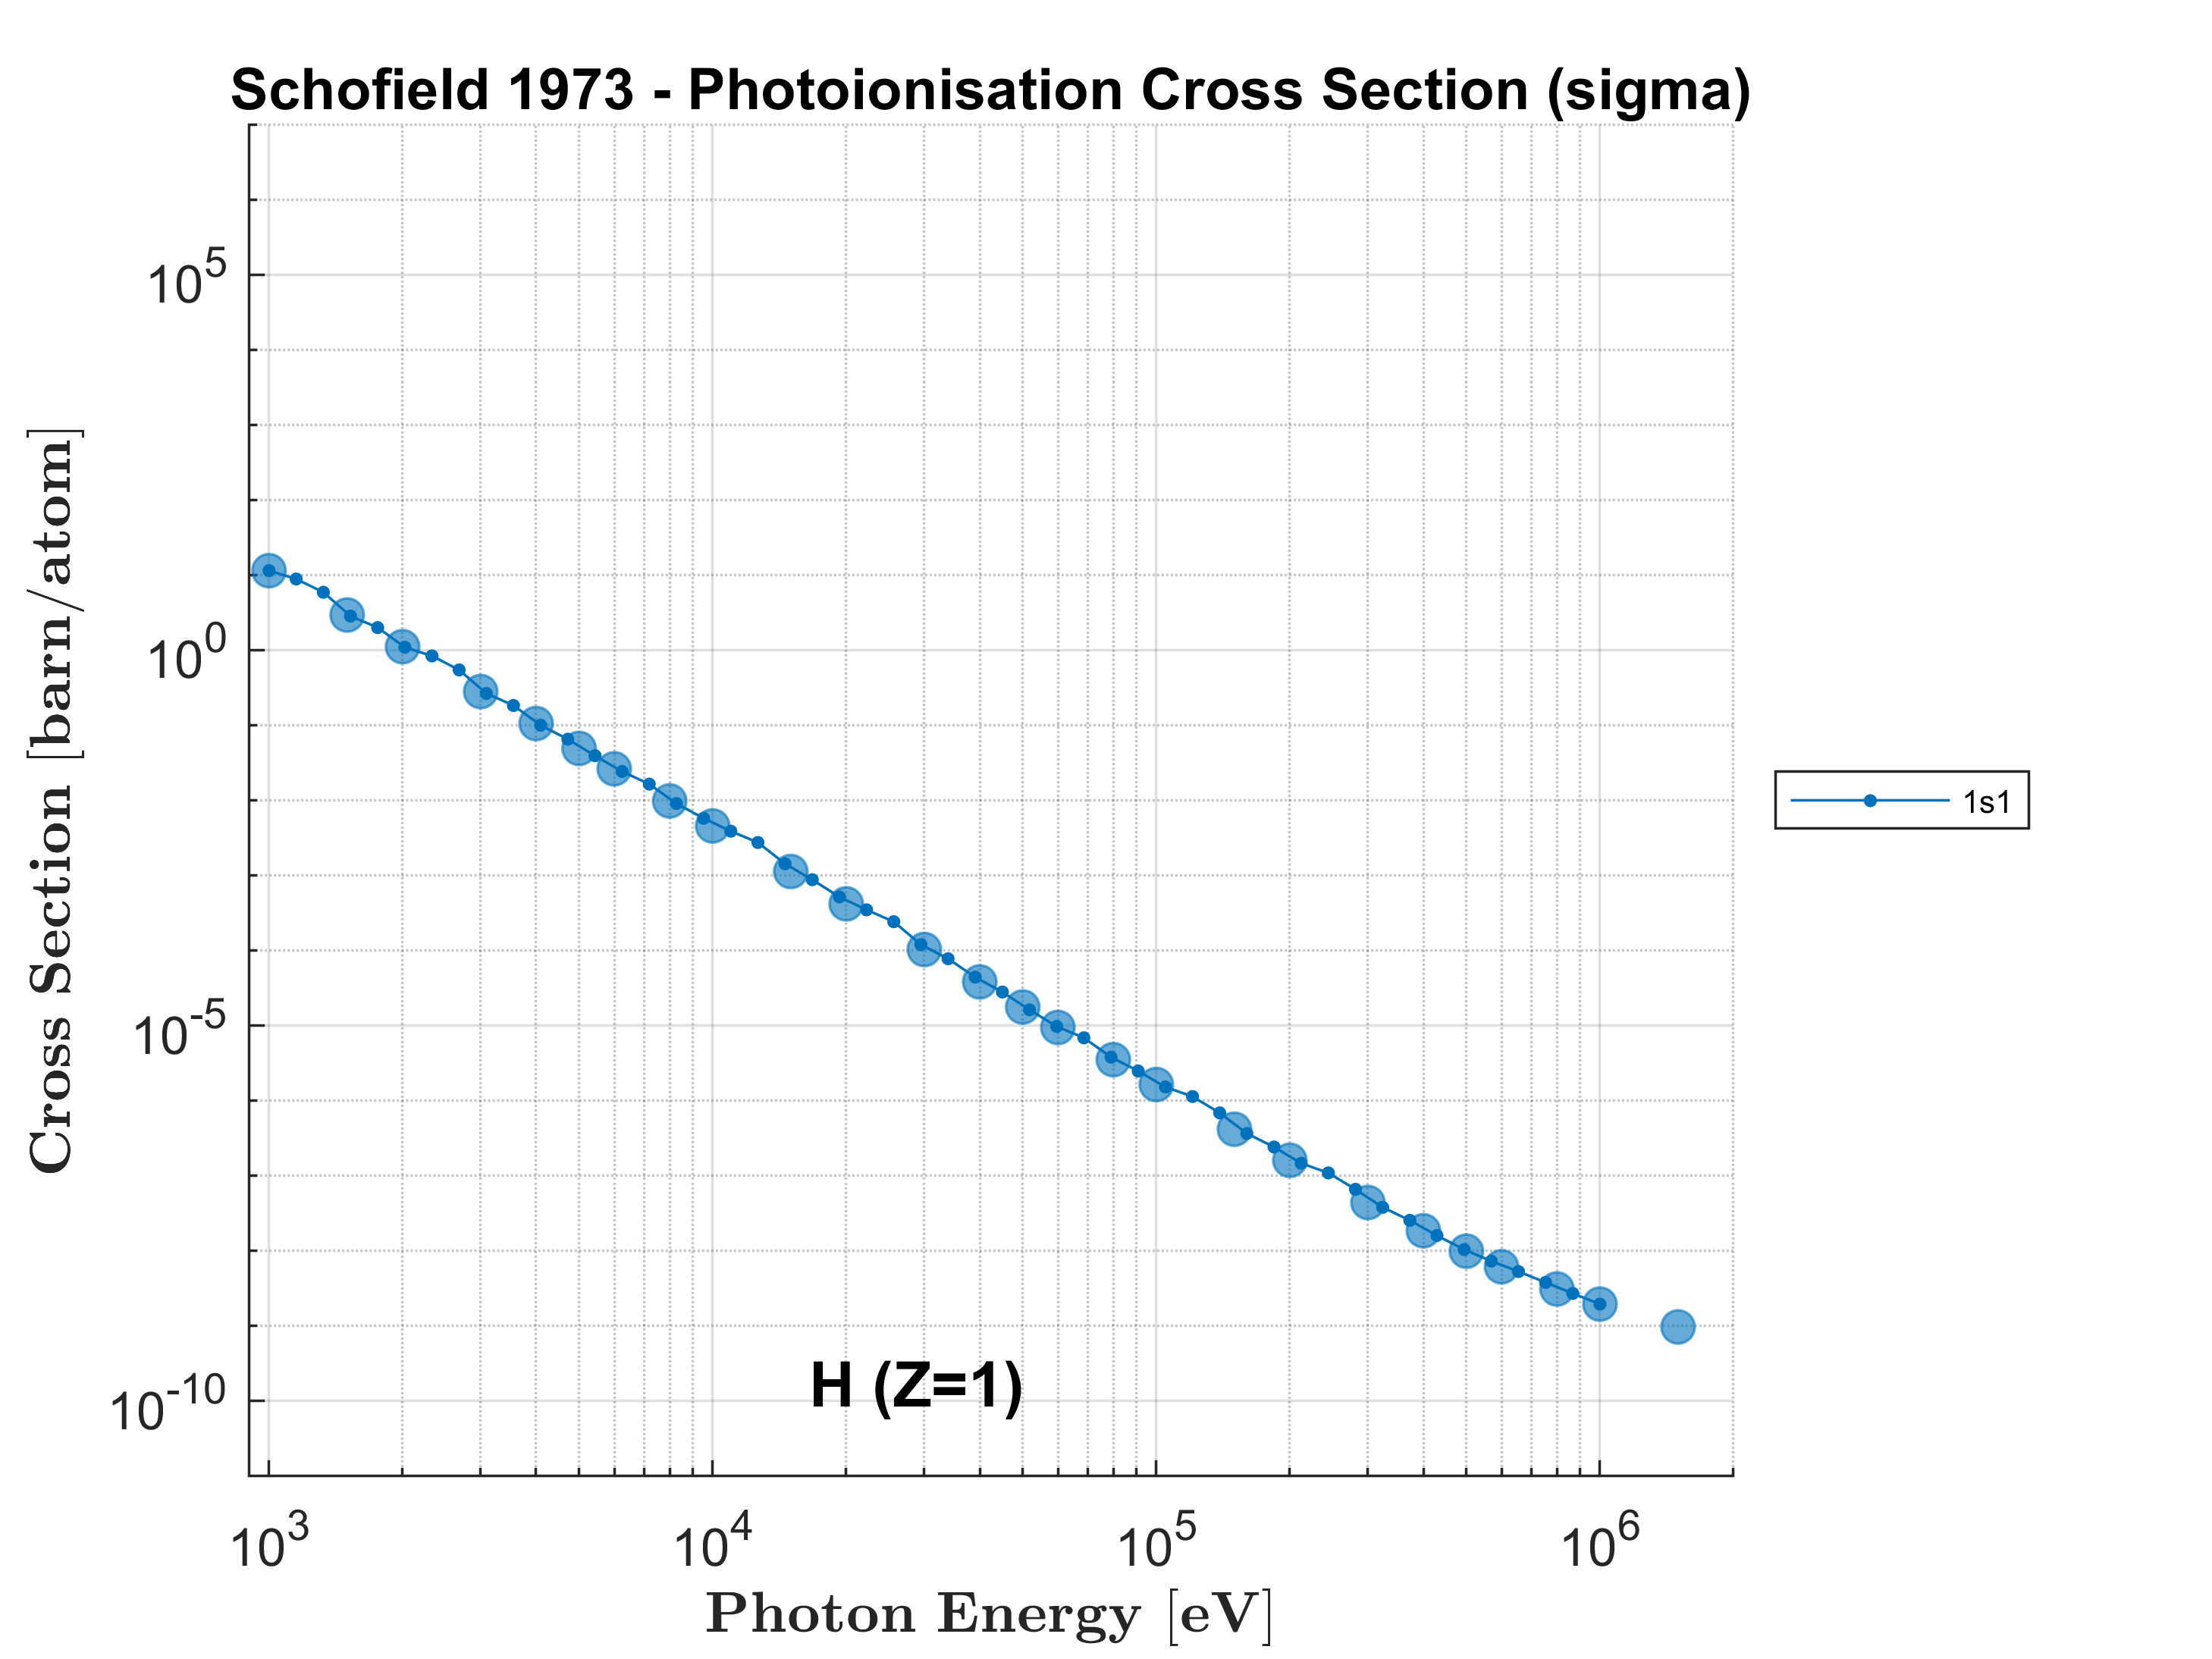 Schofield 1973 - Photoionisation Cross Section (sigma)
Cross Section [barn/atom]
10^5
10^0
10^-5
10^-10
1s1
H (Z=1)
10^3 10^4 10^5 10^6
Photon Energy [eV]